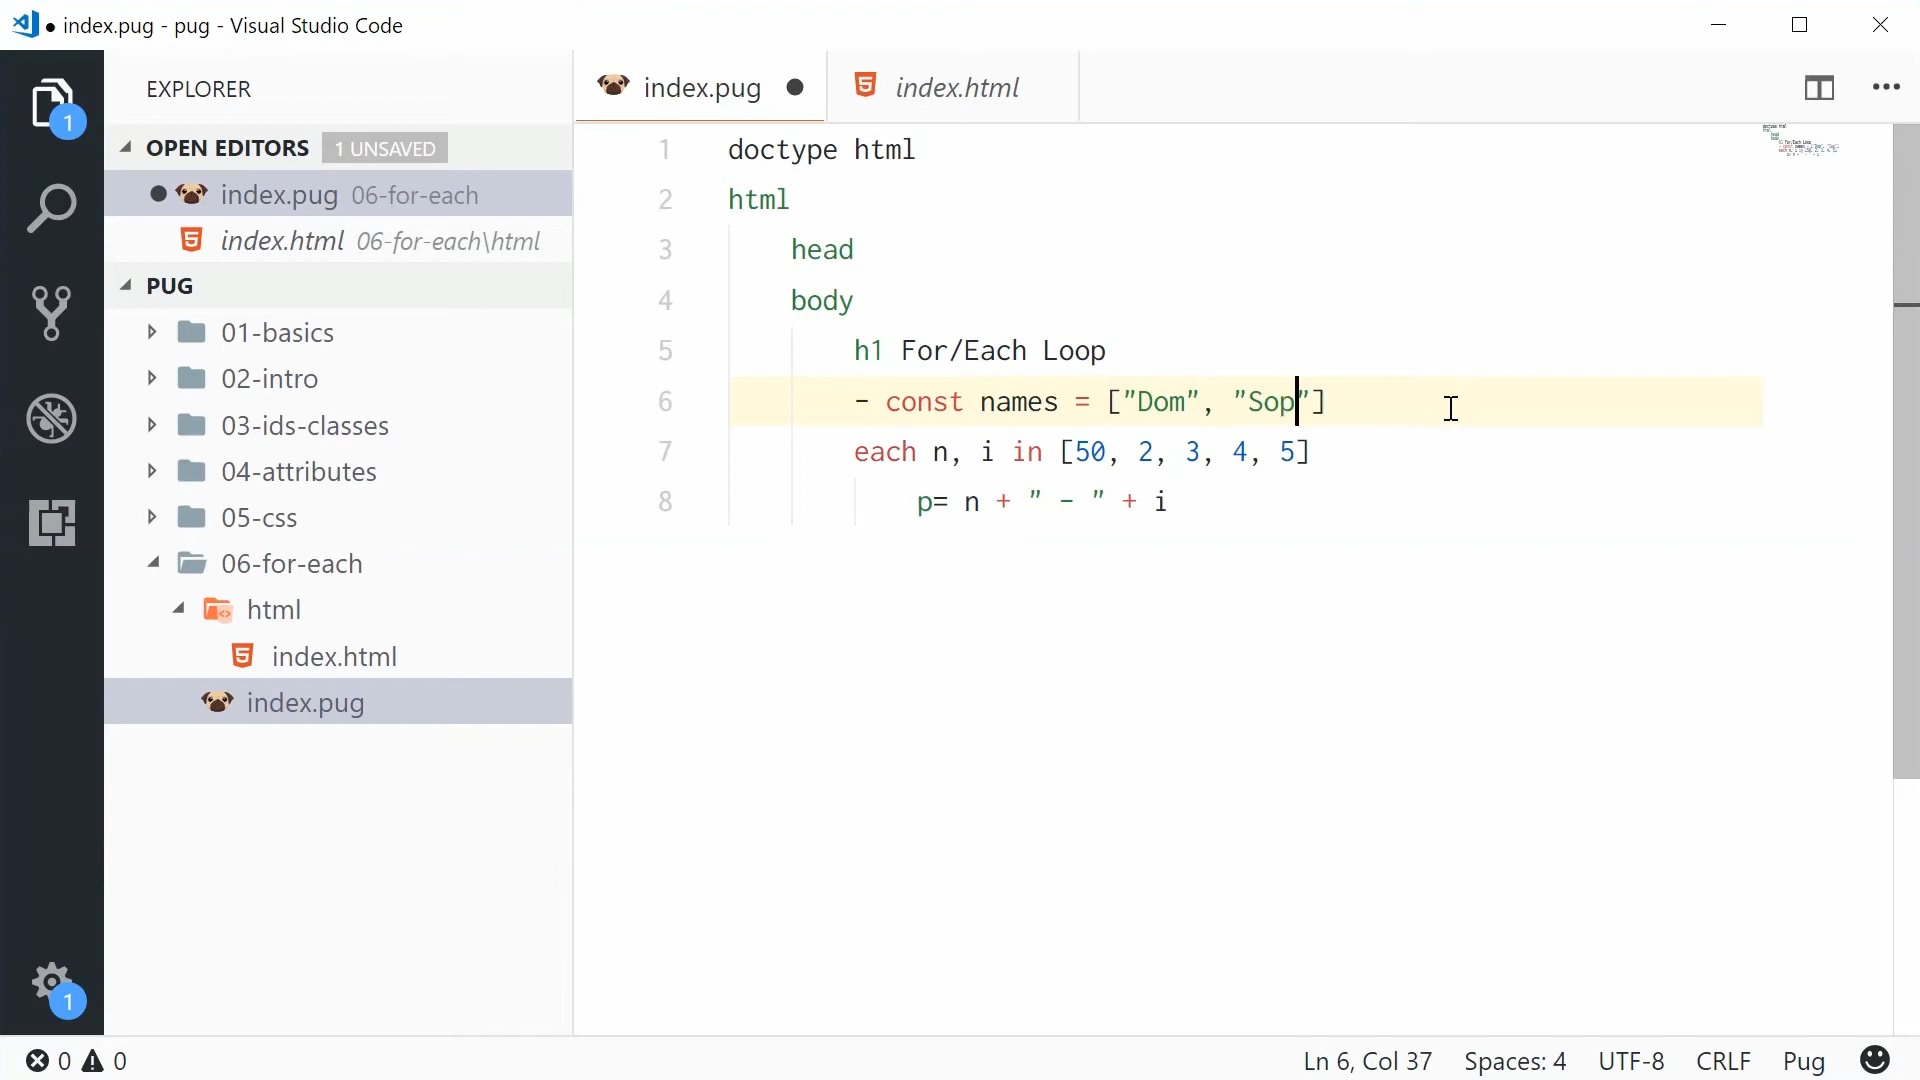 index.pug - pug - Visual Studio Code
EXPLORER
OPEN EDITORS 1 UNSAVED
index.pug 06-for-each
index.html 06-for-each\html
PUG
01-basics
02-intro
03-ids-classes
04-attributes
05-css
06-for-each
html
index.html
index.pug
1
1
index.pug
index.html
1 doctype html
2 html
3 head
4 body
5 h1 For/Each Loop
6 - const names = ["Dom", "Sop"]
7 each n, i in [50, 2, 3, 4, 5]
8 p= n + " - " + i
0 0
Ln 6, Col 37 Spaces: 4 UTF-8 CRLF Pug